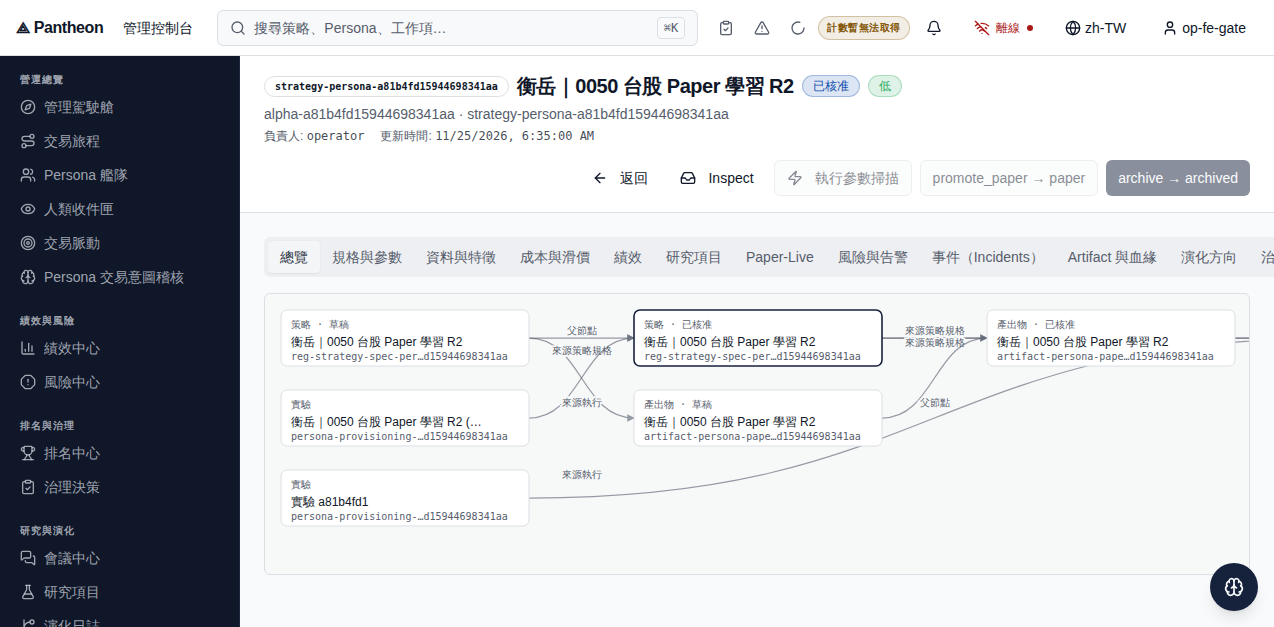 Pantheon 管理控制台 搜尋策略、Persona、工作項… ⌘K 計數暫無法取得 離線 zh-TW op-fe-gate
營運總覽
管理駕駛艙
交易旅程
Persona 艦隊
人類收件匣
交易脈動
Persona 交易意圖稽核
績效與風險
績效中心
風險中心
排名與治理
排名中心
治理決策
研究與演化
會議中心
研究項目
演化日誌
strategy-persona-a81b4fd15944698341aa 衡岳｜0050 台股 Paper 學習 R2 已核准 低
alpha-a81b4fd15944698341aa · strategy-persona-a81b4fd15944698341aa
負責人: operator 更新時間: 11/25/2026, 6:35:00 AM
返回 Inspect 執行參數掃描 promote_paper → paper archive → archived
總覽 規格與參數 資料與特徵 成本與滑價 績效 研究項目 Paper-Live 風險與告警 事件（Incidents） Artifact 與血緣 演化方向 治
策略 · 草稿
衡岳｜0050 台股 Paper 學習 R2
reg-strategy-spec-per…d15944698341aa
實驗
衡岳｜0050 台股 Paper 學習 R2 (…
persona-provisioning-…d15944698341aa
實驗
實驗 a81b4fd1
persona-provisioning-…d15944698341aa
父節點
來源策略規格
來源執行
來源執行
策略 · 已核准
衡岳｜0050 台股 Paper 學習 R2
reg-strategy-spec-per…d15944698341aa
產出物 · 草稿
衡岳｜0050 台股 Paper 學習 R2
artifact-persona-pape…d15944698341aa
來源策略規格
來源策略規格
父節點
產出物 · 已核准
衡岳｜0050 台股 Paper 學習 R2
artifact-persona-pape…d15944698341aa